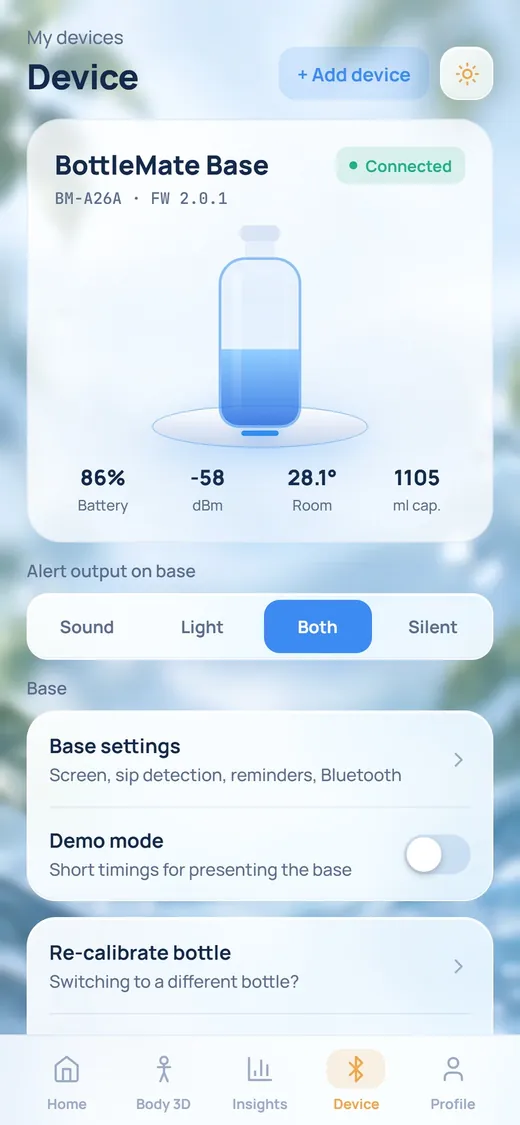 My devices
Device
+ Add device
BottleMate Base
Connected
BM-A26A · FW 2.0.1
86%
Battery
-58
dBm
28.1°
Room
1105
ml cap.
Alert output on base
Sound
Light
Both
Silent
Base
Base settings
Screen, sip detection, reminders, Bluetooth
Demo mode
Short timings for presenting the base
Re-calibrate bottle
Switching to a different bottle?
Home
Body 3D
Insights
Device
Profile